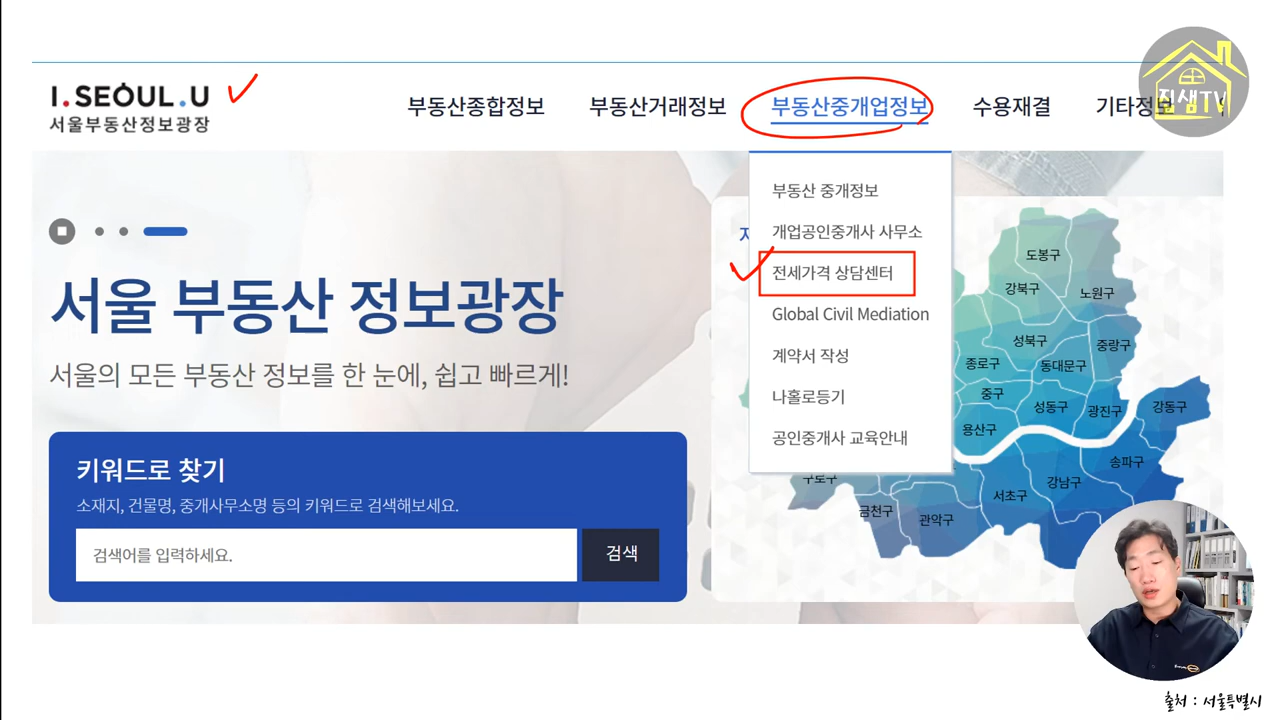 I.SEOUL.U
서울부동산정보광장
부동산종합정보
부동산거래정보
부동산중개업정보
수용재결
기타정보
집샘TV
부동산 중개정보
개업공인중개사 사무소
전세가격 상담센터
Global Civil Mediation
계약서 작성
나홀로등기
공인중개사 교육안내
서울 부동산 정보광장
서울의 모든 부동산 정보를 한 눈에, 쉽고 빠르게!
키워드로 찾기
소재지, 건물명, 중개사무소명 등의 키워드로 검색해보세요.
검색어를 입력하세요.
검색
도봉구
강북구
노원구
성북구
중랑구
종로구
동대문구
중구
성동구
광진구
강동구
용산구
송파구
구로구
강남구
서초구
금천구
관악구
출처 : 서울특별시